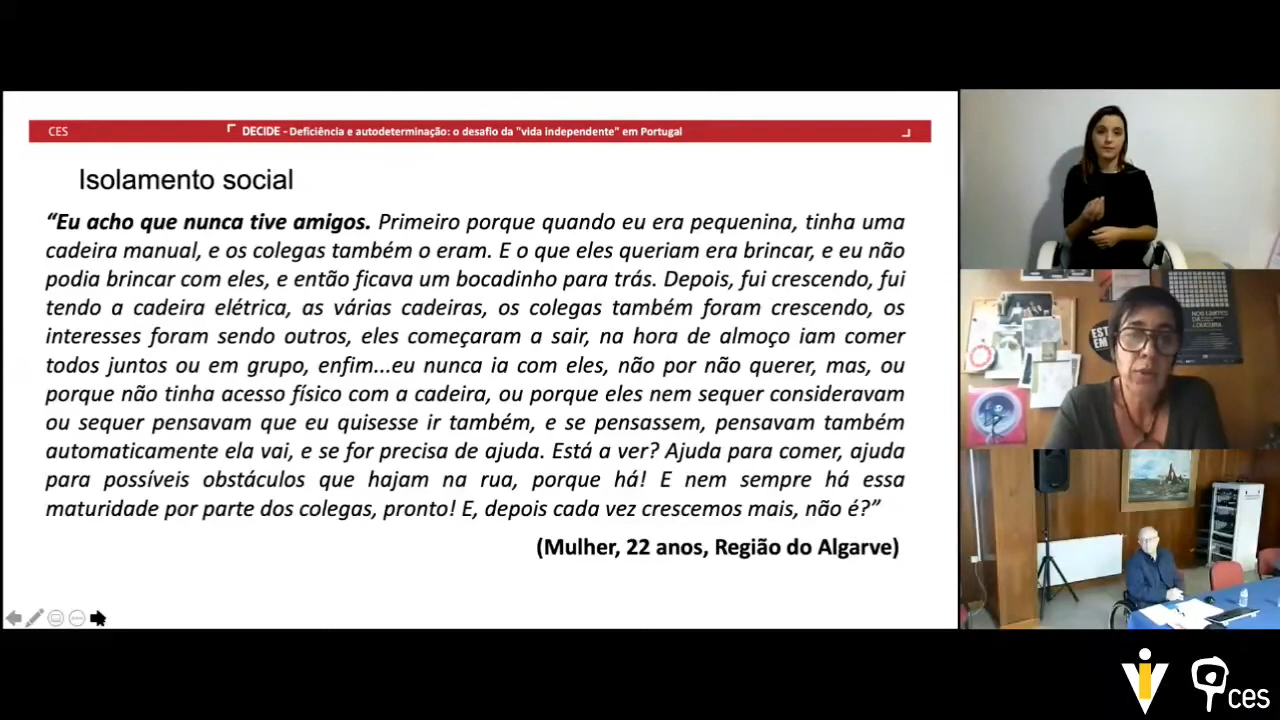 CES
DECIDE - Deficiência e autodeterminação: o desafio da "vida independente" em Portugal
Isolamento social
“Eu acho que nunca tive amigos. Primeiro porque quando eu era pequenina, tinha uma
cadeira manual, e os colegas também o eram. E o que eles queriam era brincar, e eu não
podia brincar com eles, e então ficava um bocadinho para trás. Depois, fui crescendo, fui
tendo a cadeira elétrica, as várias cadeiras, os colegas também foram crescendo, os
interesses foram sendo outros, eles começaram a sair, na hora de almoço iam comer
todos juntos ou em grupo, enfim...eu nunca ia com eles, não por não querer, mas, ou
porque não tinha acesso físico com a cadeira, ou porque eles nem sequer consideravam
ou sequer pensavam que eu quisesse ir também, e se pensassem, pensavam também
automaticamente ela vai, e se for precisa de ajuda. Está a ver? Ajuda para comer, ajuda
para possíveis obstáculos que hajam na rua, porque há! E nem sempre há essa
maturidade por parte dos colegas, pronto! E, depois cada vez crescemos mais, não é?”
(Mulher, 22 anos, Região do Algarve)
NOS LIMITES
DA
LOUCURA
EST
EM
ces